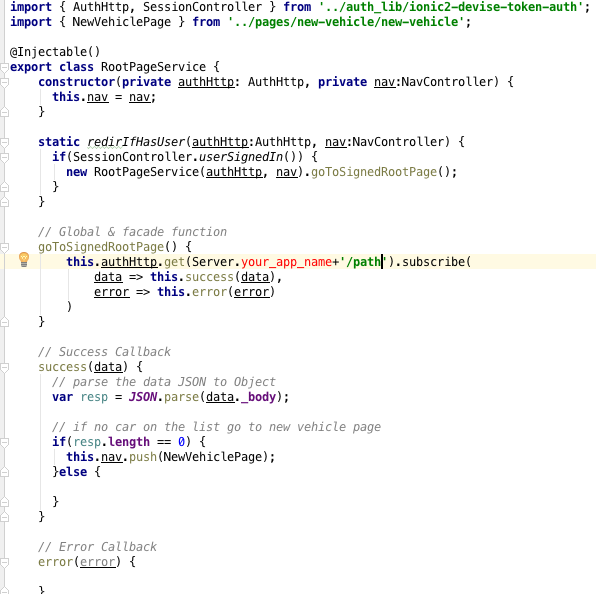 import { AuthHttp, SessionController } from '../auth_lib/ionic2-devise-token-auth';
import { NewVehiclePage } from '../pages/new-vehicle/new-vehicle';
@Injectable()
export class RootPageService {
constructor(private authHttp: AuthHttp, private nav:NavController) {
this.nav = nav;
}
static redirIfHasUser(authHttp:AuthHttp, nav:NavController) {
if(SessionController.userSignedIn()) {
new RootPageService(authHttp, nav).goToSignedRootPage();
}
}
// Global & facade function
goToSignedRootPage() {
this.authHttp.get(Server.your_app_name+'/path').subscribe(
data => this.success(data),
error => this.error(error)
)
}
// Success Callback
success(data) {
// parse the data JSON to Object
var resp = JSON.parse(data._body);
// if no car on the list go to new vehicle page
if(resp.length == 0) {
this.nav.push(NewVehiclePage);
}else {
}
}
// Error Callback
error(error) {
}